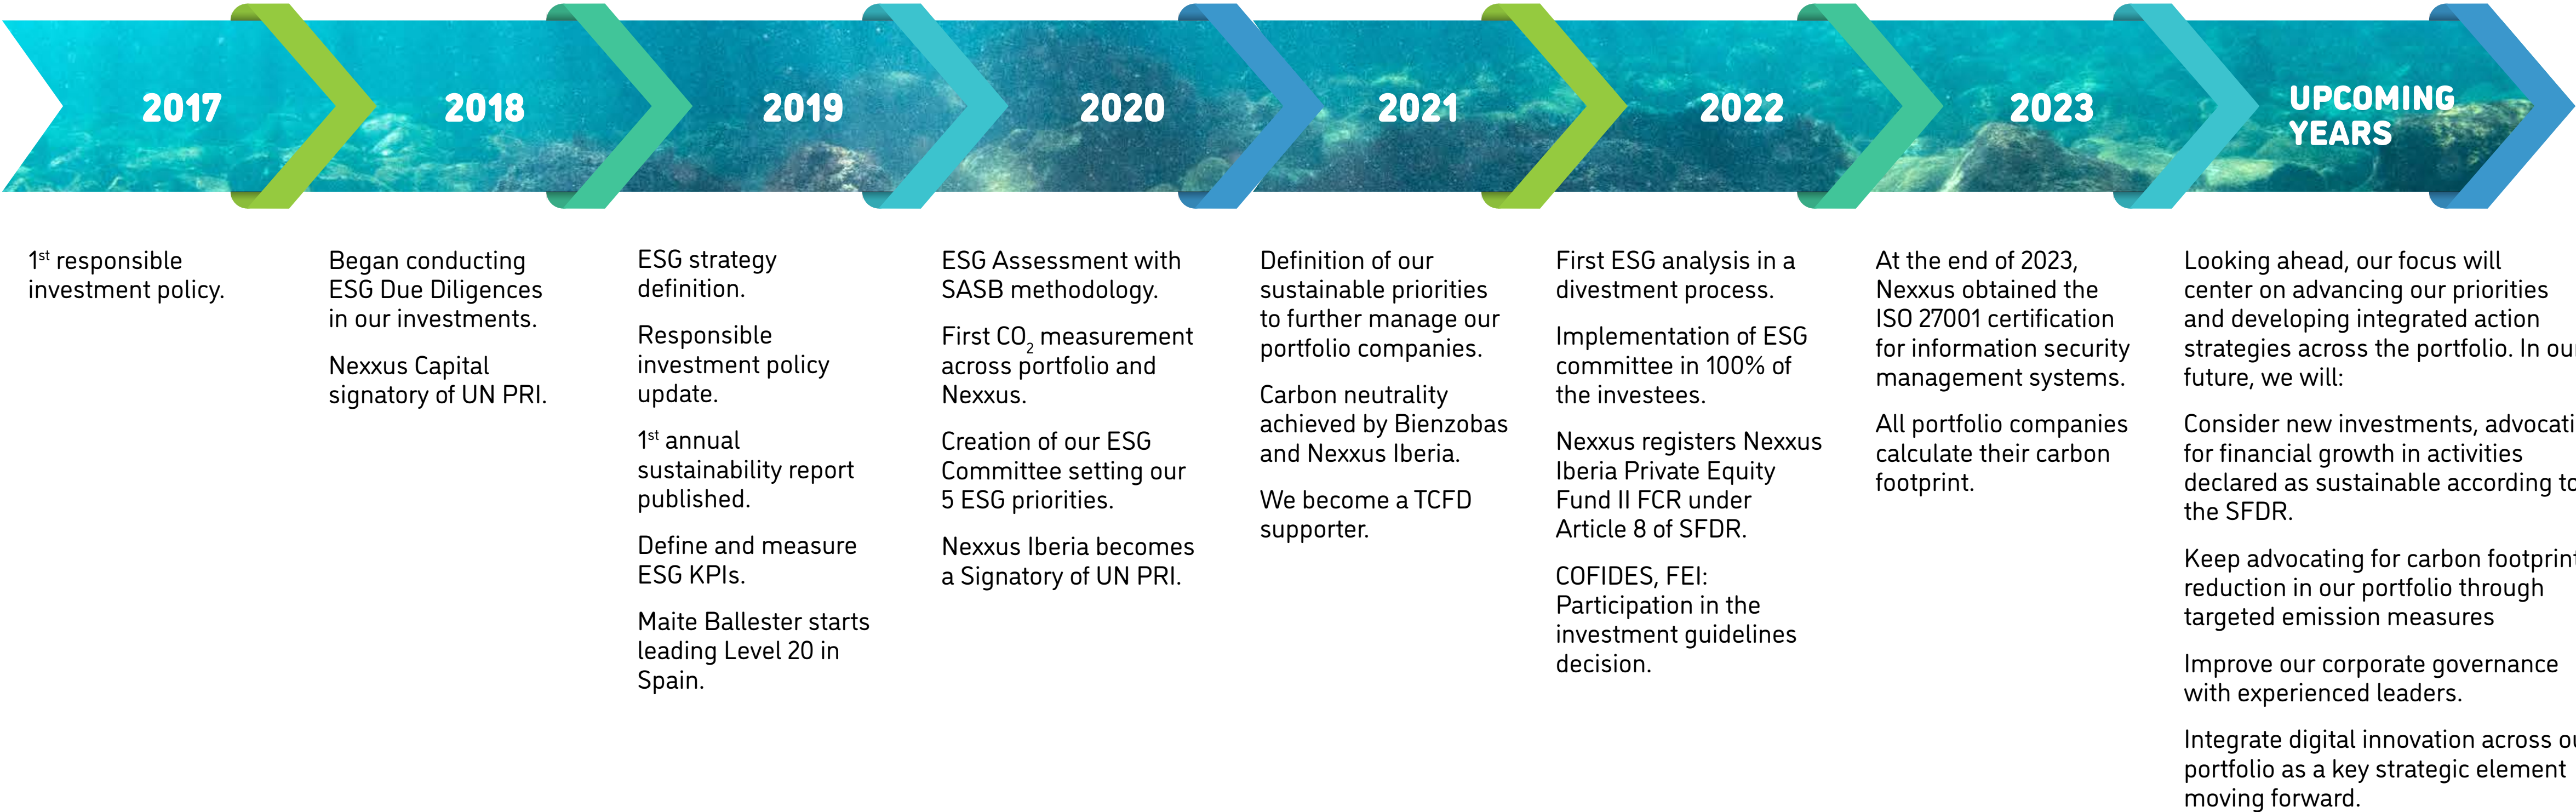 2017
2018
2019
2020
2021
2022
2023
UPCOMING
YEARS
1st responsible
investment policy.
Began conducting
ESG Due Diligences
in our investments.
Nexxus Capital
signatory of UN PRI.
ESG strategy
definition.
Responsible
investment policy
update.
1st annual
sustainability report
published.
Define and measure
ESG KPIs.
Maite Ballester starts
leading Level 20 in
Spain.
ESG Assessment with
SASB methodology.
First CO2 measurement
across portfolio and
Nexxus.
Creation of our ESG
Committee setting our
5 ESG priorities.
Nexxus Iberia becomes
a Signatory of UN PRI.
Definition of our
sustainable priorities
to further manage our
portfolio companies.
Carbon neutrality
achieved by Bienzobas
and Nexxus Iberia.
We become a TCFD
supporter.
First ESG analysis in a
divestment process.
Implementation of ESG
committee in 100% of
the investees.
Nexxus registers Nexxus
Iberia Private Equity
Fund II FCR under
Article 8 of SFDR.
COFIDES, FEI:
Participation in the
investment guidelines
decision.
At the end of 2023,
Nexxus obtained the
ISO 27001 certification
for information security
management systems.
All portfolio companies
calculate their carbon
footprint.
Looking ahead, our focus will
center on advancing our priorities
and developing integrated action
strategies across the portfolio. In our
future, we will:
Consider new investments, advocati
for financial growth in activities
declared as sustainable according to
the SFDR.
Keep advocating for carbon footprint
reduction in our portfolio through
targeted emission measures
Improve our corporate governance
with experienced leaders.
Integrate digital innovation across ou
portfolio as a key strategic element
moving forward.